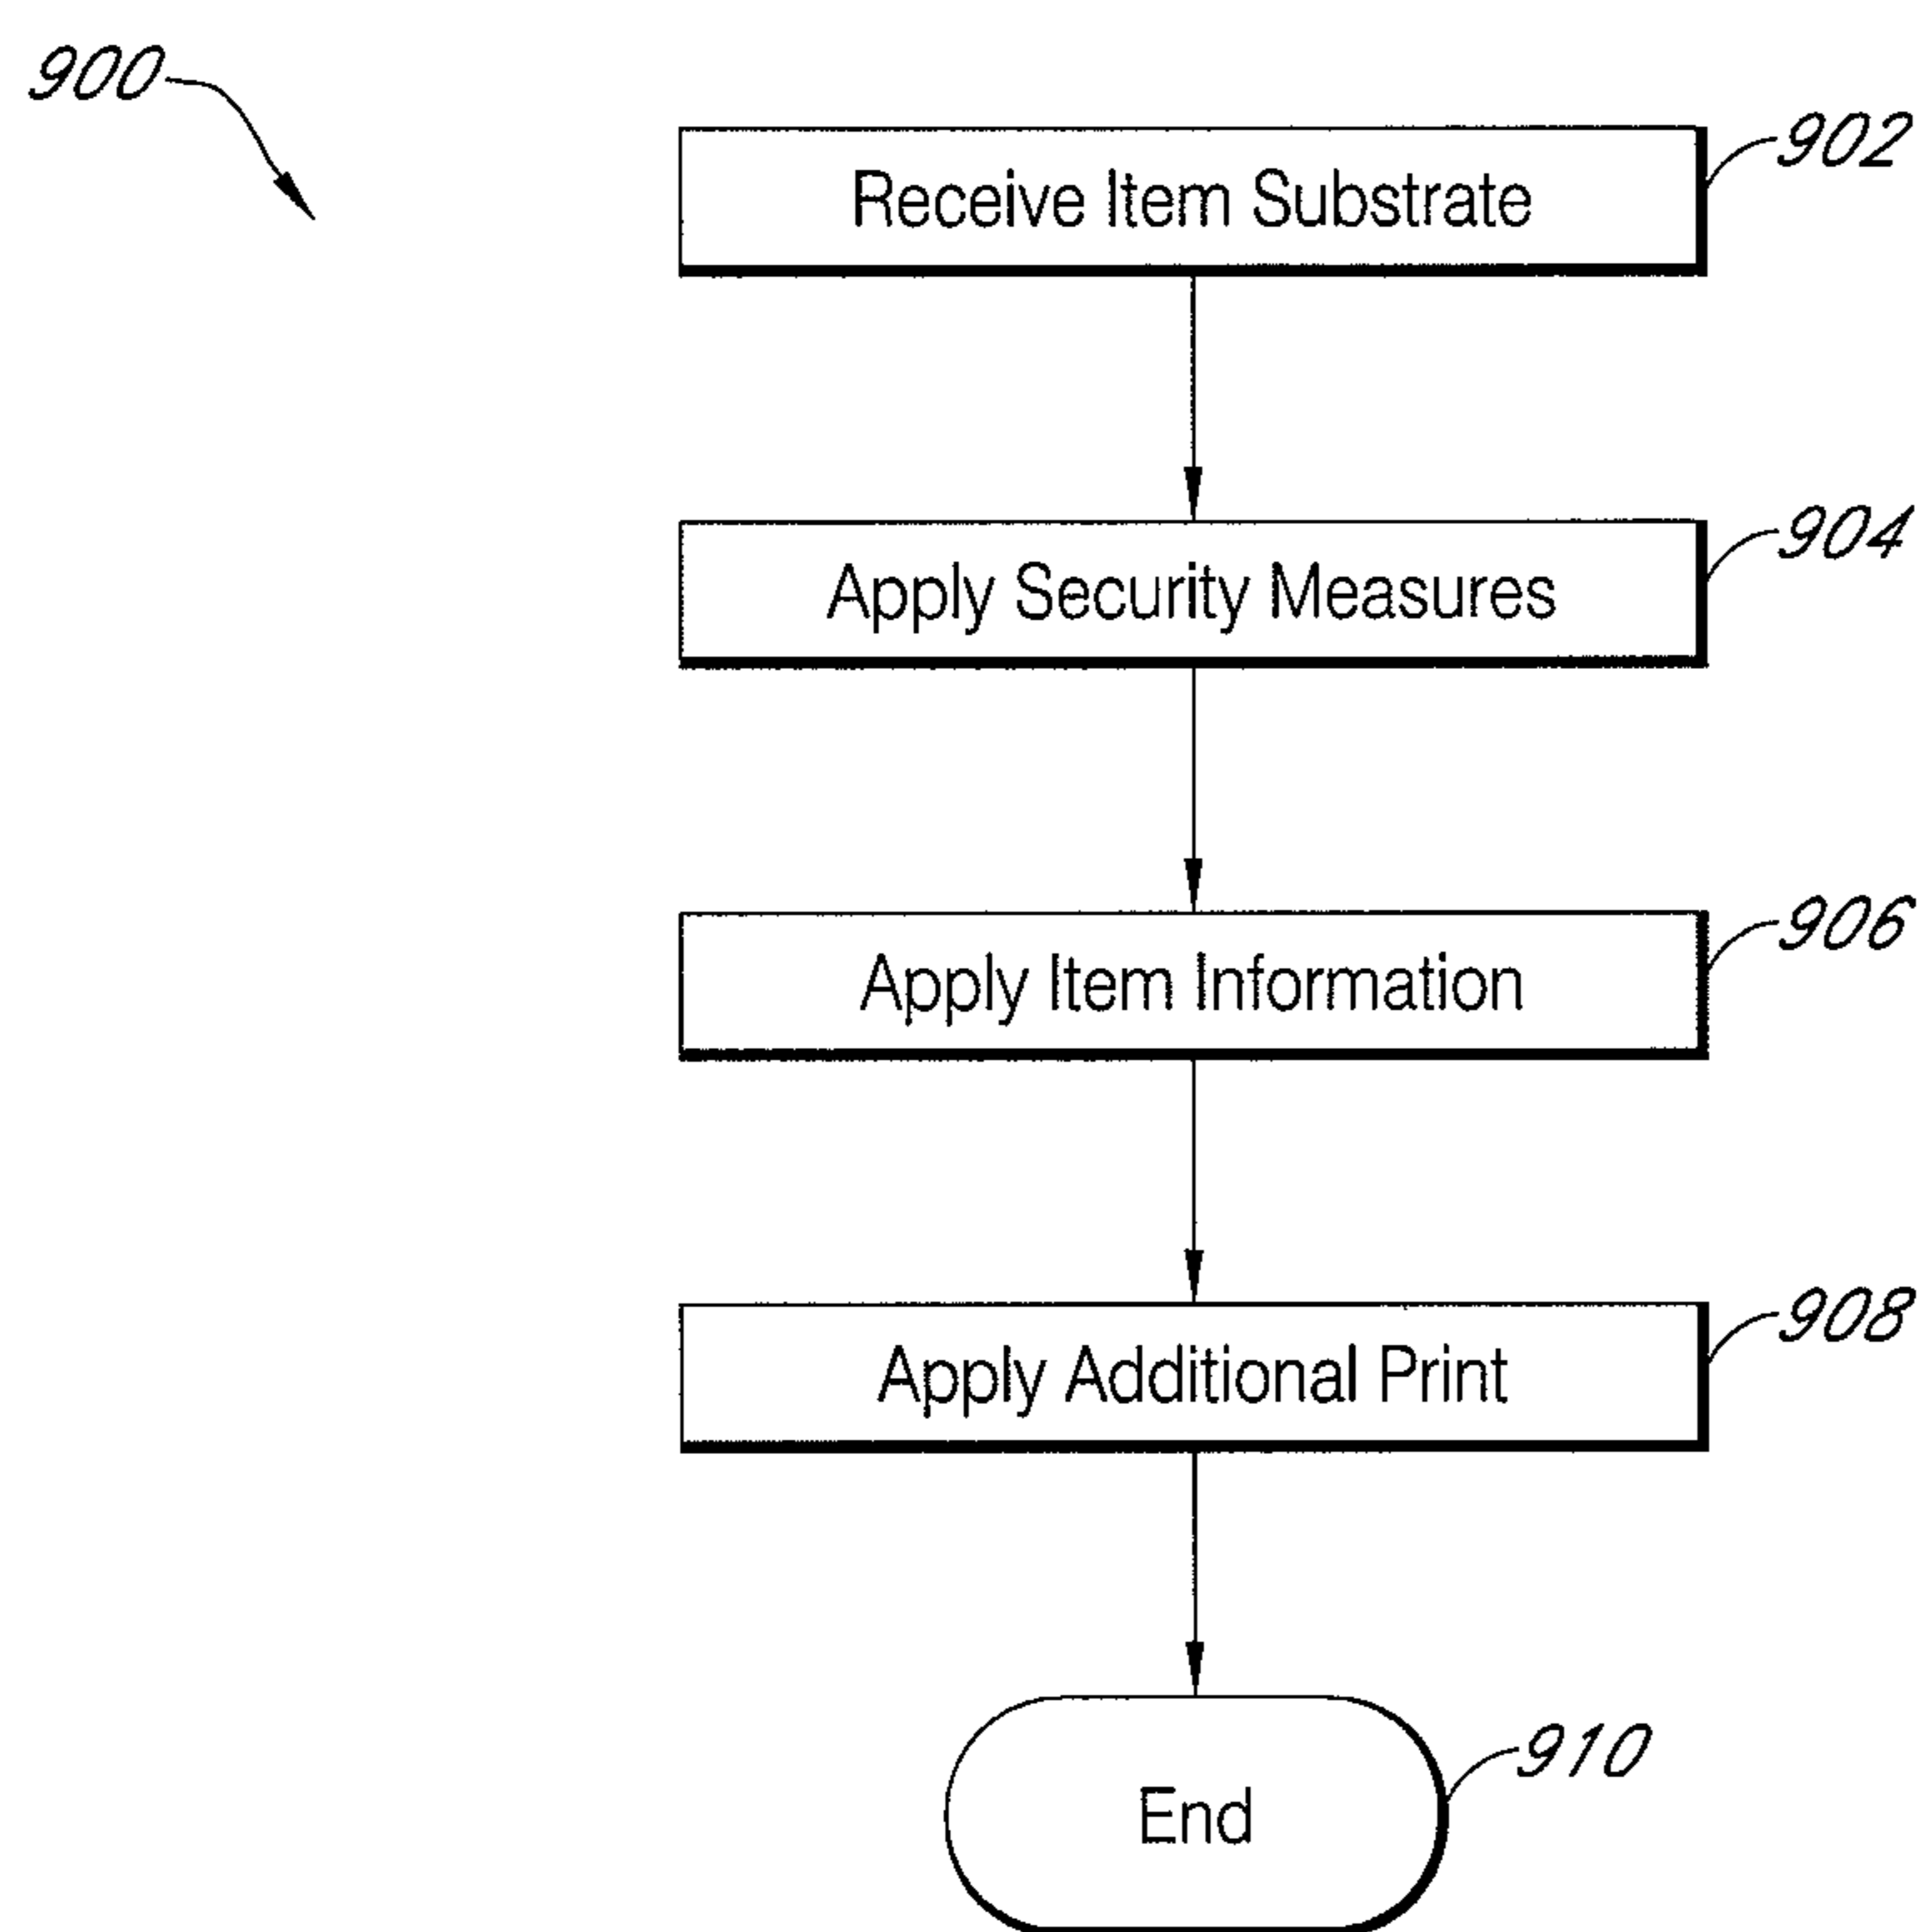 900
902
Receive Item Substrate
904
Apply Security Measures
906
Apply Item Information
908
Apply Additional Print
910
End